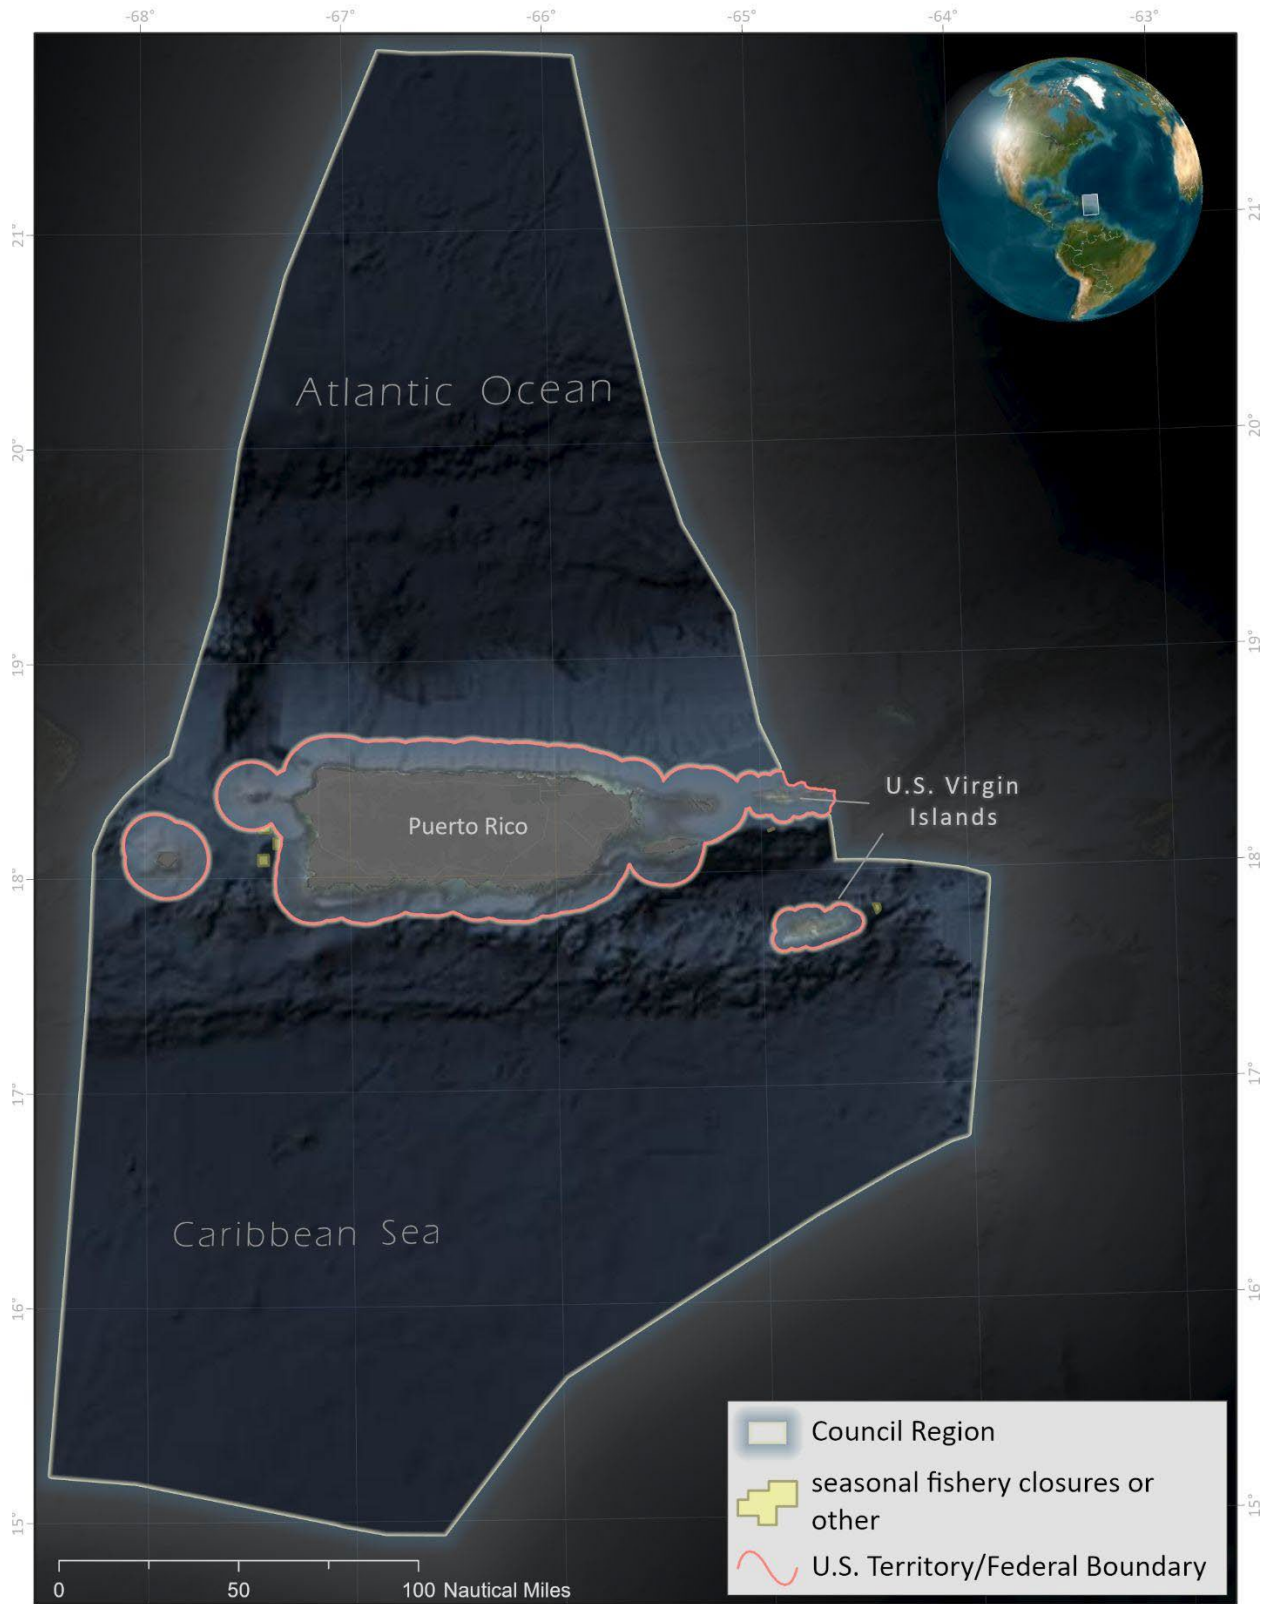 -68° -67° -66° -65° -64° -63°
21° 21°
Atlantic Ocean
20° 20°
19° 19°
U.S. Virgin
Islands
Puerto Rico
18° 18°
17° 17°
Caribbean Sea
16° 16°
Council Region
seasonal fishery closures or
other
15° 15°
U.S. Territory/Federal Boundary
0 50 100 Nautical Miles